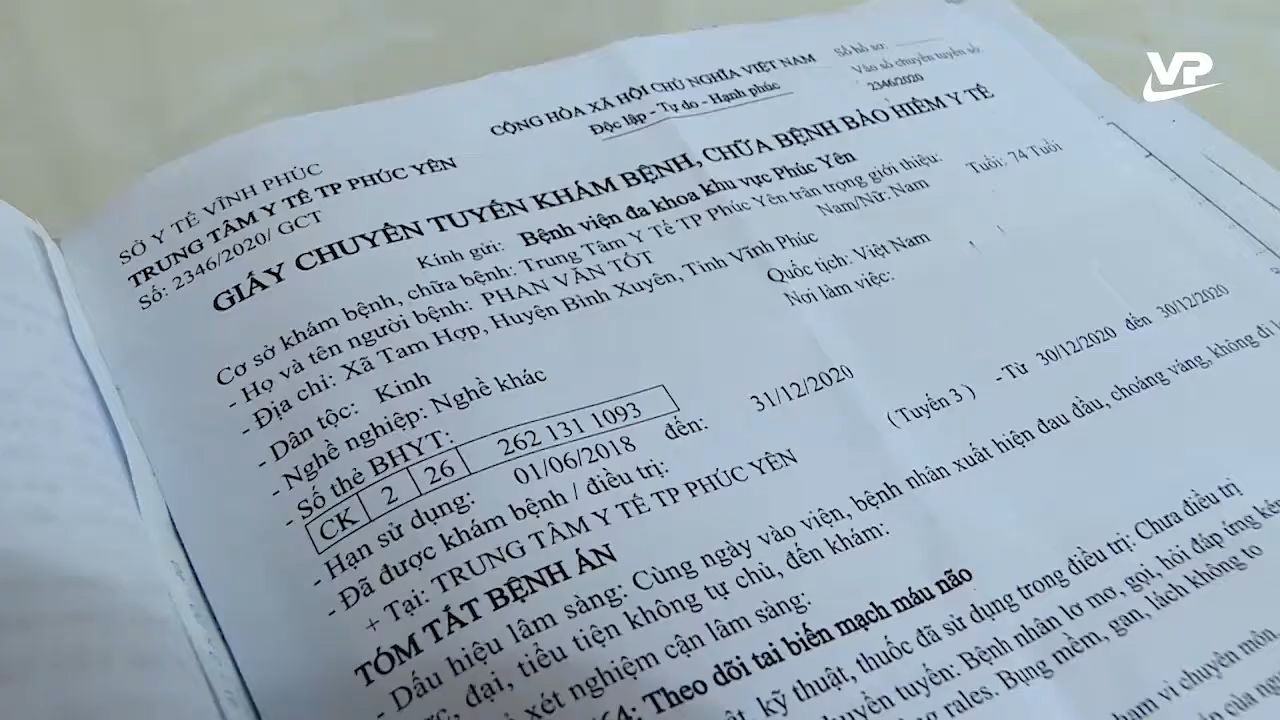 VP
Số hồ sơ:
CỘNG HÒA XÃ HỘI CHỦ NGHĨA VIỆT NAM
Vào sổ chuyển tuyến số:
Độc lập - Tự do - Hạnh phúc
2346/2020
SỞ Y TẾ VĨNH PHÚC
TRUNG TÂM Y TẾ TP PHÚC YÊN
Số: 2346/2020/ GCT
GIẤY CHUYỂN TUYẾN KHÁM BỆNH, CHỮA BỆNH BẢO HIỂM Y TẾ
Kính gửi: Bệnh viện đa khoa khu vực Phúc Yên
Cơ sở khám bệnh, chữa bệnh: Trung Tâm Y Tế TP Phúc Yên trân trọng giới thiệu:
- Họ và tên người bệnh: PHAN VĂN TỐT Nam/Nữ: Nam Tuổi: 74 Tuổi
- Địa chỉ: Xã Tam Hợp, Huyện Bình Xuyên, Tỉnh Vĩnh Phúc
- Dân tộc: Kinh Quốc tịch: Việt Nam
- Nghề nghiệp: Nghề khác Nơi làm việc:
- Số thẻ BHYT:
CK 2 26 262 131 1093
- Hạn sử dụng: 01/06/2018 đến: 31/12/2020
- Đã được khám bệnh / điều trị:
+ Tại: TRUNG TÂM Y TẾ TP PHÚC YÊN ( Tuyến 3 ) - Từ 30/12/2020 đến 30/12/2020
TÓM TẮT BỆNH ÁN
- Dấu hiệu lâm sàng: Cùng ngày vào viện, bệnh nhân xuất hiện đau đầu, choáng váng, không đi
đại, tiểu tiện không tự chủ, đến khám:
xét nghiệm cận lâm sàng:
Theo dõi tai biến mạch máu não
kỹ thuật, thuốc đã sử dụng trong điều trị: Chưa điều trị
chuyển tuyến: Bệnh nhân lơ mơ, gọi, hỏi đáp ứng kém
rales. Bụng mềm, gan, lách không to
vi chuyên môn
của